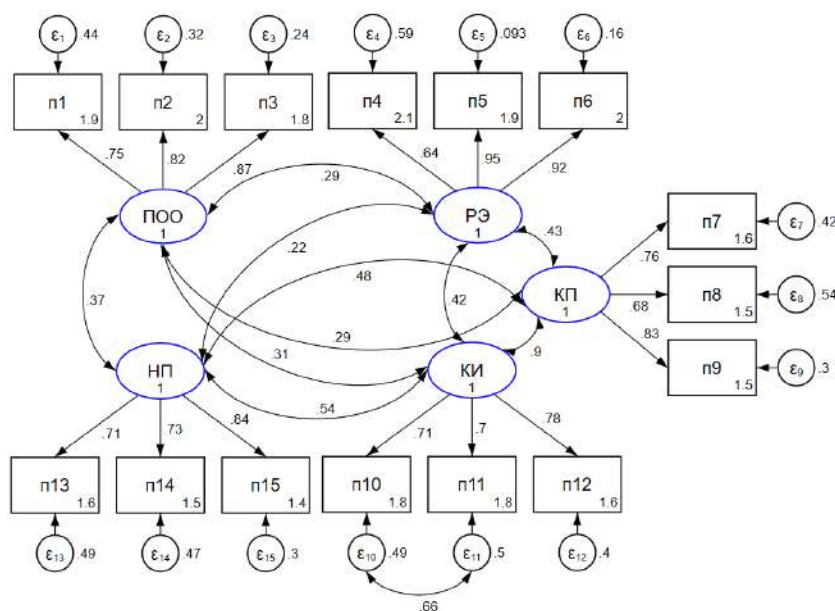 ε1 .44 ε2 .32 ε3 .24 ε4 .59 ε5 .093 ε6 .16
п1 1.9 п2 2 п3 1.8 п4 2.1 п5 1.9 п6 2
.75 .82 .87 .29 .64 .95 .92
ПОО 1 РЭ 1
п7 1.6 ε7 .42
.22 .43 .76
.48
КП 1 .68 п8 1.5 ε8 .54
.37 .42
.29 .83
.31 .9
НП 1 КИ 1 п9 1.5 ε9 .3
.54
.71 .73 .84 .71 .7 .78
п13 1.6 п14 1.5 п15 1.4 п10 1.8 п11 1.8 п12 1.6
ε13 .49 ε14 .47 ε15 .3 ε10 .49 ε11 .5 ε12 .4
.66